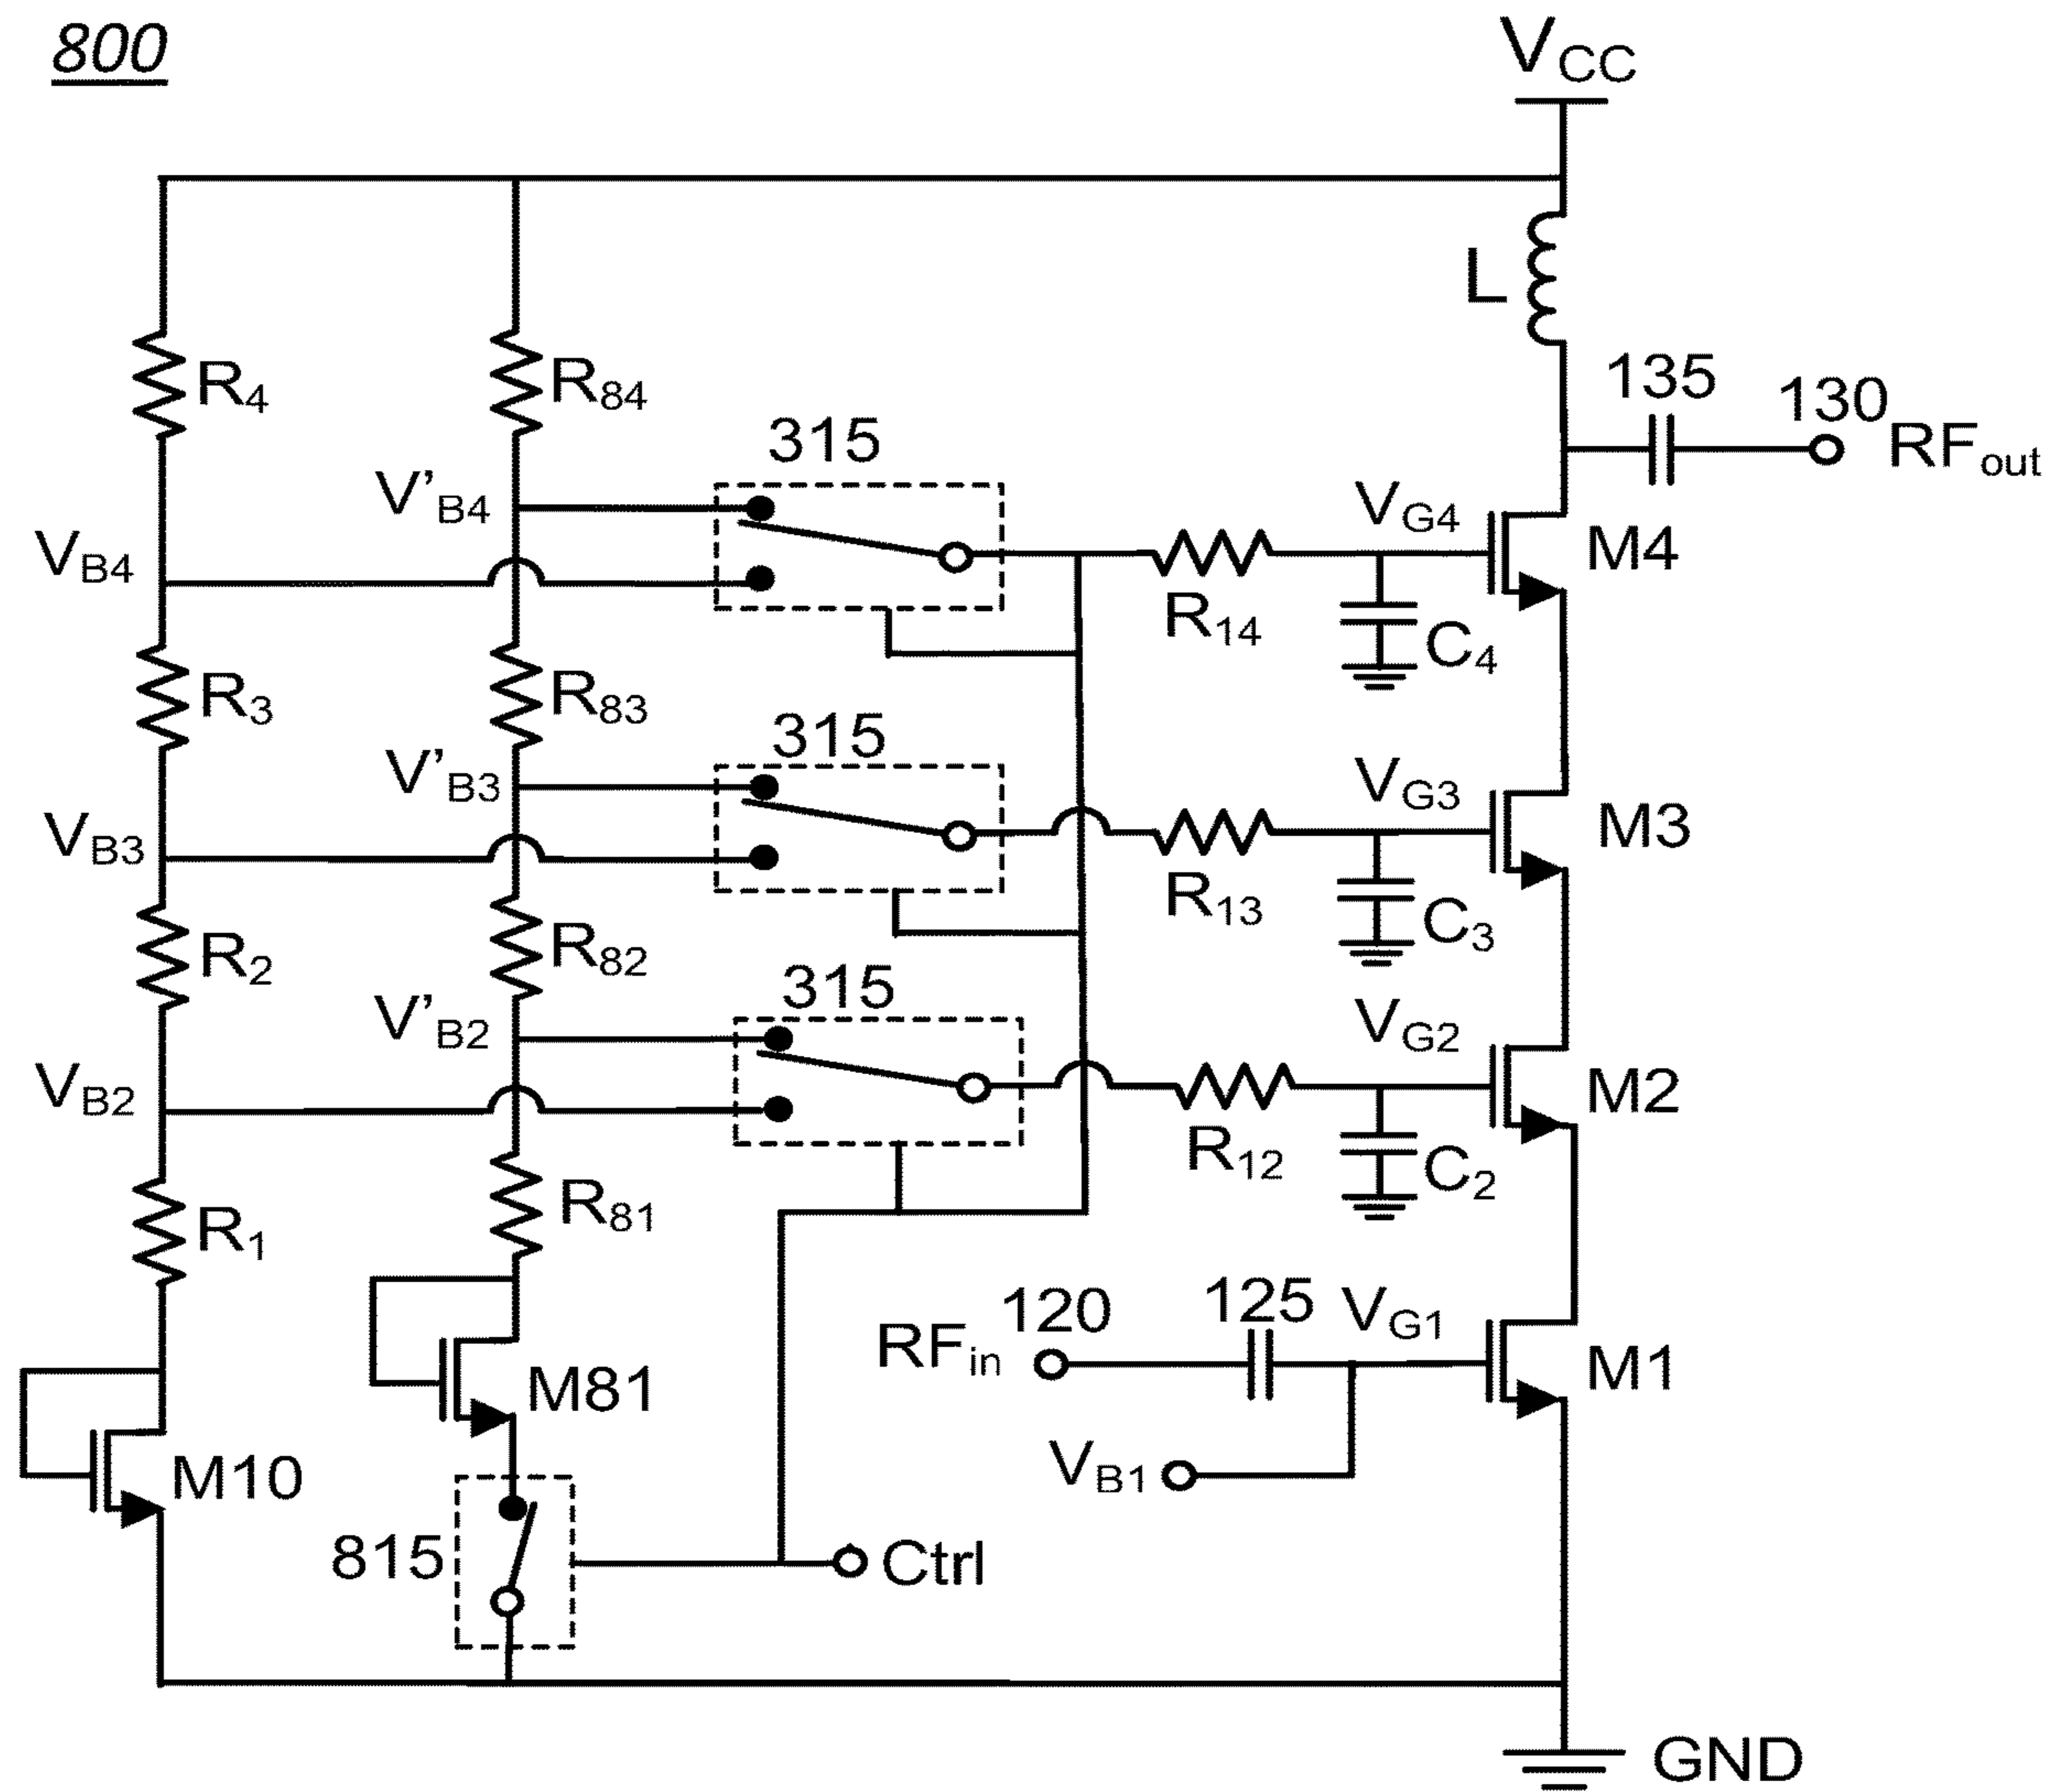 800
VCC
L
135
130
RFout
R4
R84
315
V'B4
VG4
M4
VB4
R14
C4
R3
R83
315
V'B3
VG3
M3
VB3
R13
C3
R2
R82
315
V'B2
VG2
M2
VB2
R12
C2
R1
R81
RFin
120
125
VG1
M1
M81
M10
VB1
815
Ctrl
GND